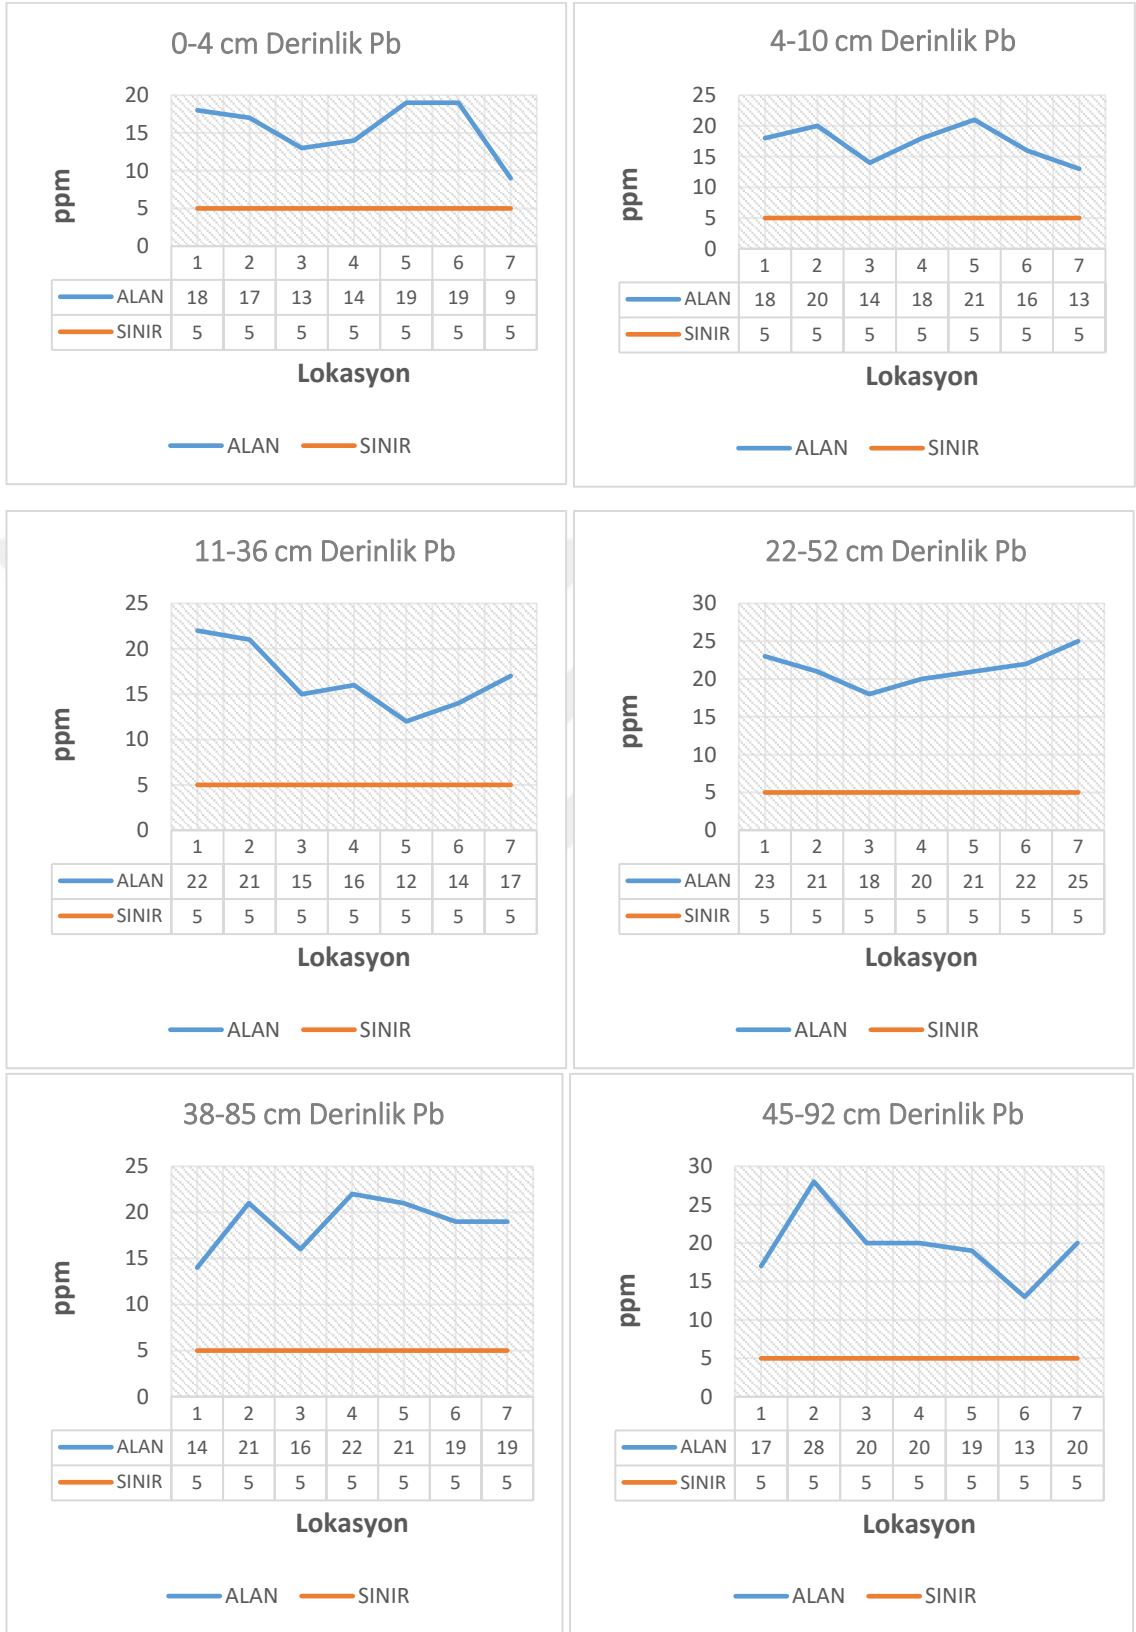 0-4 cm Derinlik Pb
20
15
10
5
0
ppm
1 2 3 4 5 6 7
ALAN 18 17 13 14 19 19 9
SINIR 5 5 5 5 5 5 5
Lokasyon
ALAN SINIR
4-10 cm Derinlik Pb
25
20
15
10
5
0
ppm
1 2 3 4 5 6 7
ALAN 18 20 14 18 21 16 13
SINIR 5 5 5 5 5 5 5
Lokasyon
ALAN SINIR
11-36 cm Derinlik Pb
25
20
15
10
5
0
ppm
1 2 3 4 5 6 7
ALAN 22 21 15 16 12 14 17
SINIR 5 5 5 5 5 5 5
Lokasyon
ALAN SINIR
22-52 cm Derinlik Pb
30
25
20
15
10
5
0
ppm
1 2 3 4 5 6 7
ALAN 23 21 18 20 21 22 25
SINIR 5 5 5 5 5 5 5
Lokasyon
ALAN SINIR
38-85 cm Derinlik Pb
25
20
15
10
5
0
ppm
1 2 3 4 5 6 7
ALAN 14 21 16 22 21 19 19
SINIR 5 5 5 5 5 5 5
Lokasyon
ALAN SINIR
45-92 cm Derinlik Pb
30
25
20
15
10
5
0
ppm
1 2 3 4 5 6 7
ALAN 17 28 20 20 19 13 20
SINIR 5 5 5 5 5 5 5
Lokasyon
ALAN SINIR